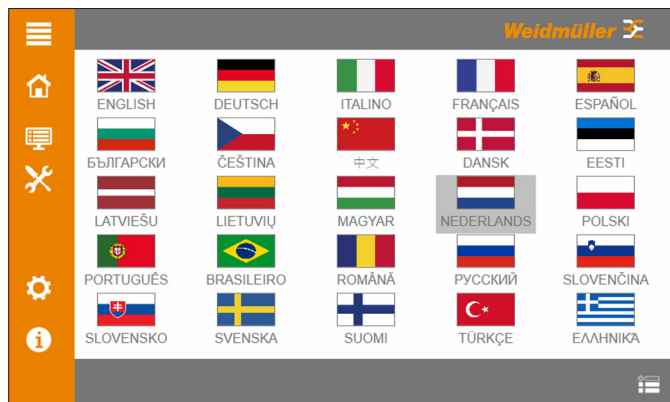 Weidmüller
ENGLISH DEUTSCH ITALINO FRANÇAIS ESPAÑOL
БЪЛГАРСКИ ČEŠTINA 中文 DANSK EESTI
LATVIEŠU LIETUVIŲ MAGYAR NEDERLANDS POLSKI
PORTUGUÊS BRASILEIRO ROMÂNĂ РУССКИЙ SLOVENČINA
SLOVENSKO SVENSKA SUOMI TÜRKÇE ΕΛΛΗΝΙΚΆ